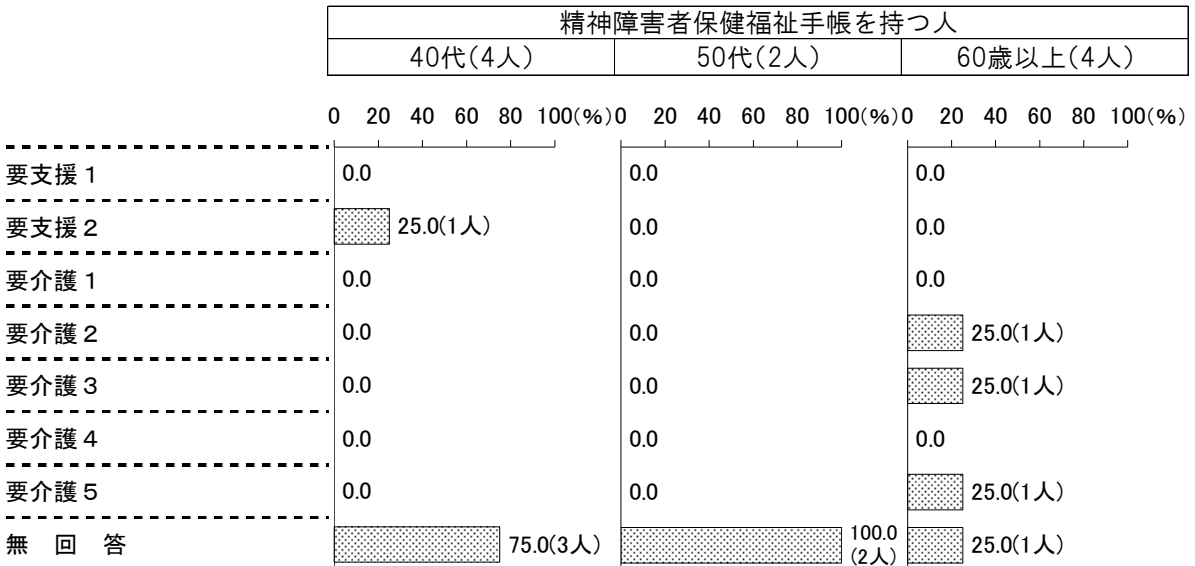 精神障害者保健福祉手帳を持つ人
40代(4人) 50代(2人) 60歳以上(4人)
0 20 40 60 80 100(%) 0 20 40 60 80 100(%) 0 20 40 60 80 100(%)
要支援1 0.0 0.0 0.0
要支援2 25.0(1人) 0.0 0.0
要介護1 0.0 0.0 0.0
要介護2 0.0 0.0 25.0(1人)
要介護3 0.0 0.0 25.0(1人)
要介護4 0.0 0.0 0.0
要介護5 0.0 0.0 25.0(1人)
無 回 答 75.0(3人) 100.0 (2人) 25.0(1人)